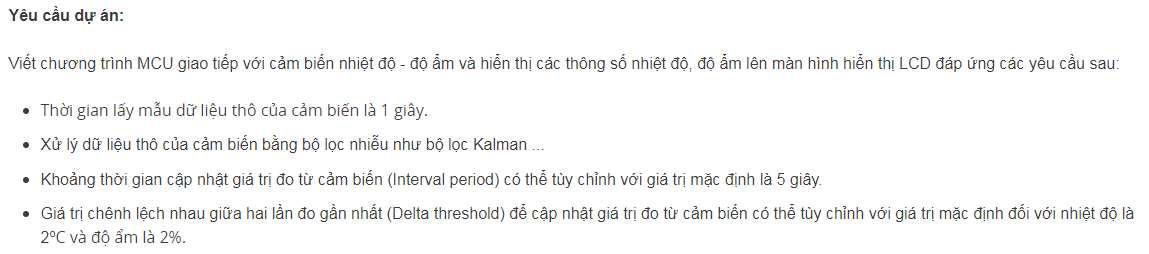 Yêu cầu dự án:
Viết chương trình MCU giao tiếp với cảm biến nhiệt độ - độ ẩm và hiển thị các thông số nhiệt độ, độ ẩm lên màn hình hiển thị LCD đáp ứng các yêu cầu sau:
• Thời gian lấy mẫu dữ liệu thô của cảm biến là 1 giây.
• Xử lý dữ liệu thô của cảm biến bằng bộ lọc nhiễu như bộ lọc Kalman ...
• Khoảng thời gian cập nhật giá trị đo từ cảm biến (Interval period) có thể tùy chỉnh với giá trị mặc định là 5 giây.
• Giá trị chênh lệch nhau giữa hai lần đo gần nhất (Delta threshold) để cập nhật giá trị đo từ cảm biến có thể tùy chỉnh với giá trị mặc định đối với nhiệt độ là
2ºC và độ ẩm là 2%.